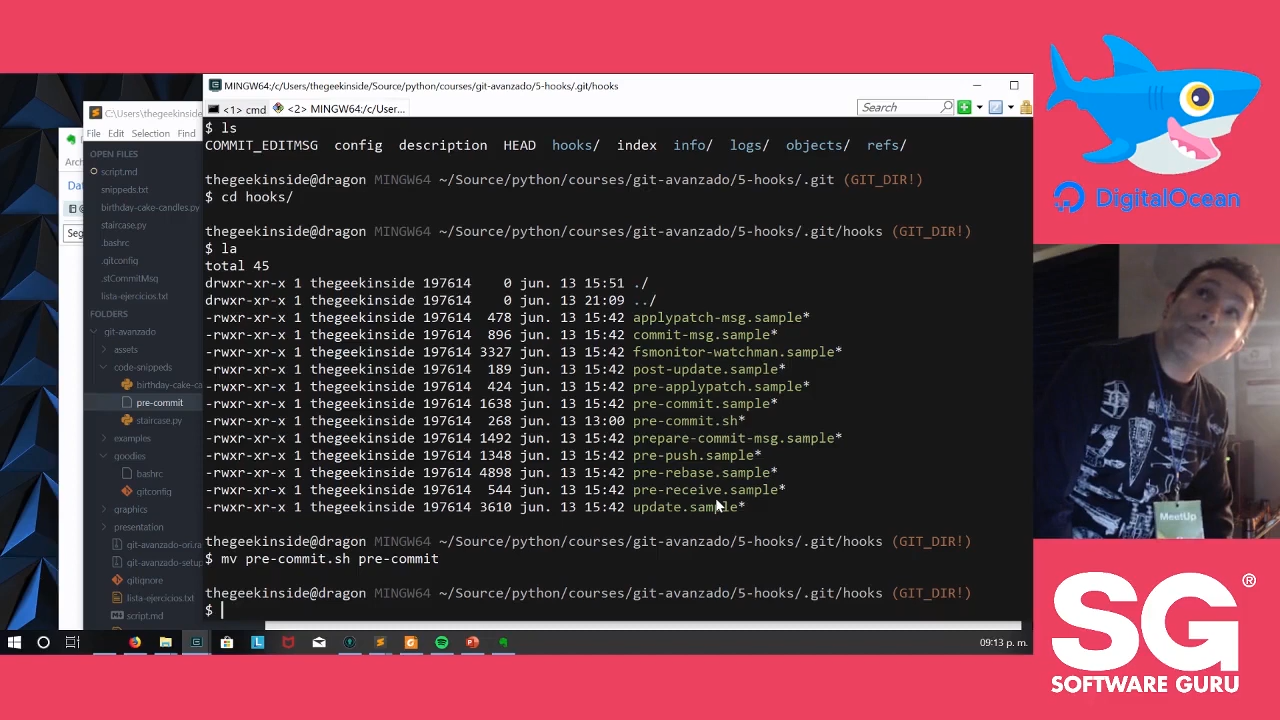 MINGW64:/c/Users/thegeekinside/Source/python/courses/git-avanzado/5-hooks/.git/hooks
<1> cmd
<2> MINGW64:/c/User...
Search
C:\Users\thegeekinside
File Edit Selection Find
OPEN FILES
script.md
snippeds.txt
birthday-cake-candles.py
staircase.py
.bashrc
.gitconfig
.stCommitMsg
lista-ejercicios.txt
FOLDERS
git-avanzado
assets
code-snippeds
birthday-cake-ca
pre-commit
staircase.py
examples
goodies
bashrc
gitconfig
graphics
presentation
git-avanzado-ori.ra
git-avanzado-setup
gitignore
lista-ejercicios.txt
script.md
$ ls
COMMIT_EDITMSG config description HEAD hooks/ index info/ logs/ objects/ refs/
thegeekinside@dragon MINGW64 ~/Source/python/courses/git-avanzado/5-hooks/.git (GIT_DIR!)
$ cd hooks/
thegeekinside@dragon MINGW64 ~/Source/python/courses/git-avanzado/5-hooks/.git/hooks (GIT_DIR!)
$ la
total 45
drwxr-xr-x 1 thegeekinside 197614 0 jun. 13 15:51 ./
drwxr-xr-x 1 thegeekinside 197614 0 jun. 13 21:09 ../
-rwxr-xr-x 1 thegeekinside 197614 478 jun. 13 15:42 applypatch-msg.sample*
-rwxr-xr-x 1 thegeekinside 197614 896 jun. 13 15:42 commit-msg.sample*
-rwxr-xr-x 1 thegeekinside 197614 3327 jun. 13 15:42 fsmonitor-watchman.sample*
-rwxr-xr-x 1 thegeekinside 197614 189 jun. 13 15:42 post-update.sample*
-rwxr-xr-x 1 thegeekinside 197614 424 jun. 13 15:42 pre-applypatch.sample*
-rwxr-xr-x 1 thegeekinside 197614 1638 jun. 13 15:42 pre-commit.sample*
-rwxr-xr-x 1 thegeekinside 197614 268 jun. 13 13:00 pre-commit.sh*
-rwxr-xr-x 1 thegeekinside 197614 1492 jun. 13 15:42 prepare-commit-msg.sample*
-rwxr-xr-x 1 thegeekinside 197614 1348 jun. 13 15:42 pre-push.sample*
-rwxr-xr-x 1 thegeekinside 197614 4898 jun. 13 15:42 pre-rebase.sample*
-rwxr-xr-x 1 thegeekinside 197614 544 jun. 13 15:42 pre-receive.sample*
-rwxr-xr-x 1 thegeekinside 197614 3610 jun. 13 15:42 update.sample*
thegeekinside@dragon MINGW64 ~/Source/python/courses/git-avanzado/5-hooks/.git/hooks (GIT_DIR!)
$ mv pre-commit.sh pre-commit
thegeekinside@dragon MINGW64 ~/Source/python/courses/git-avanzado/5-hooks/.git/hooks (GIT_DIR!)
$
09:13 p. m.
DigitalOcean
MeetUp
SG®
SOFTWARE GURU